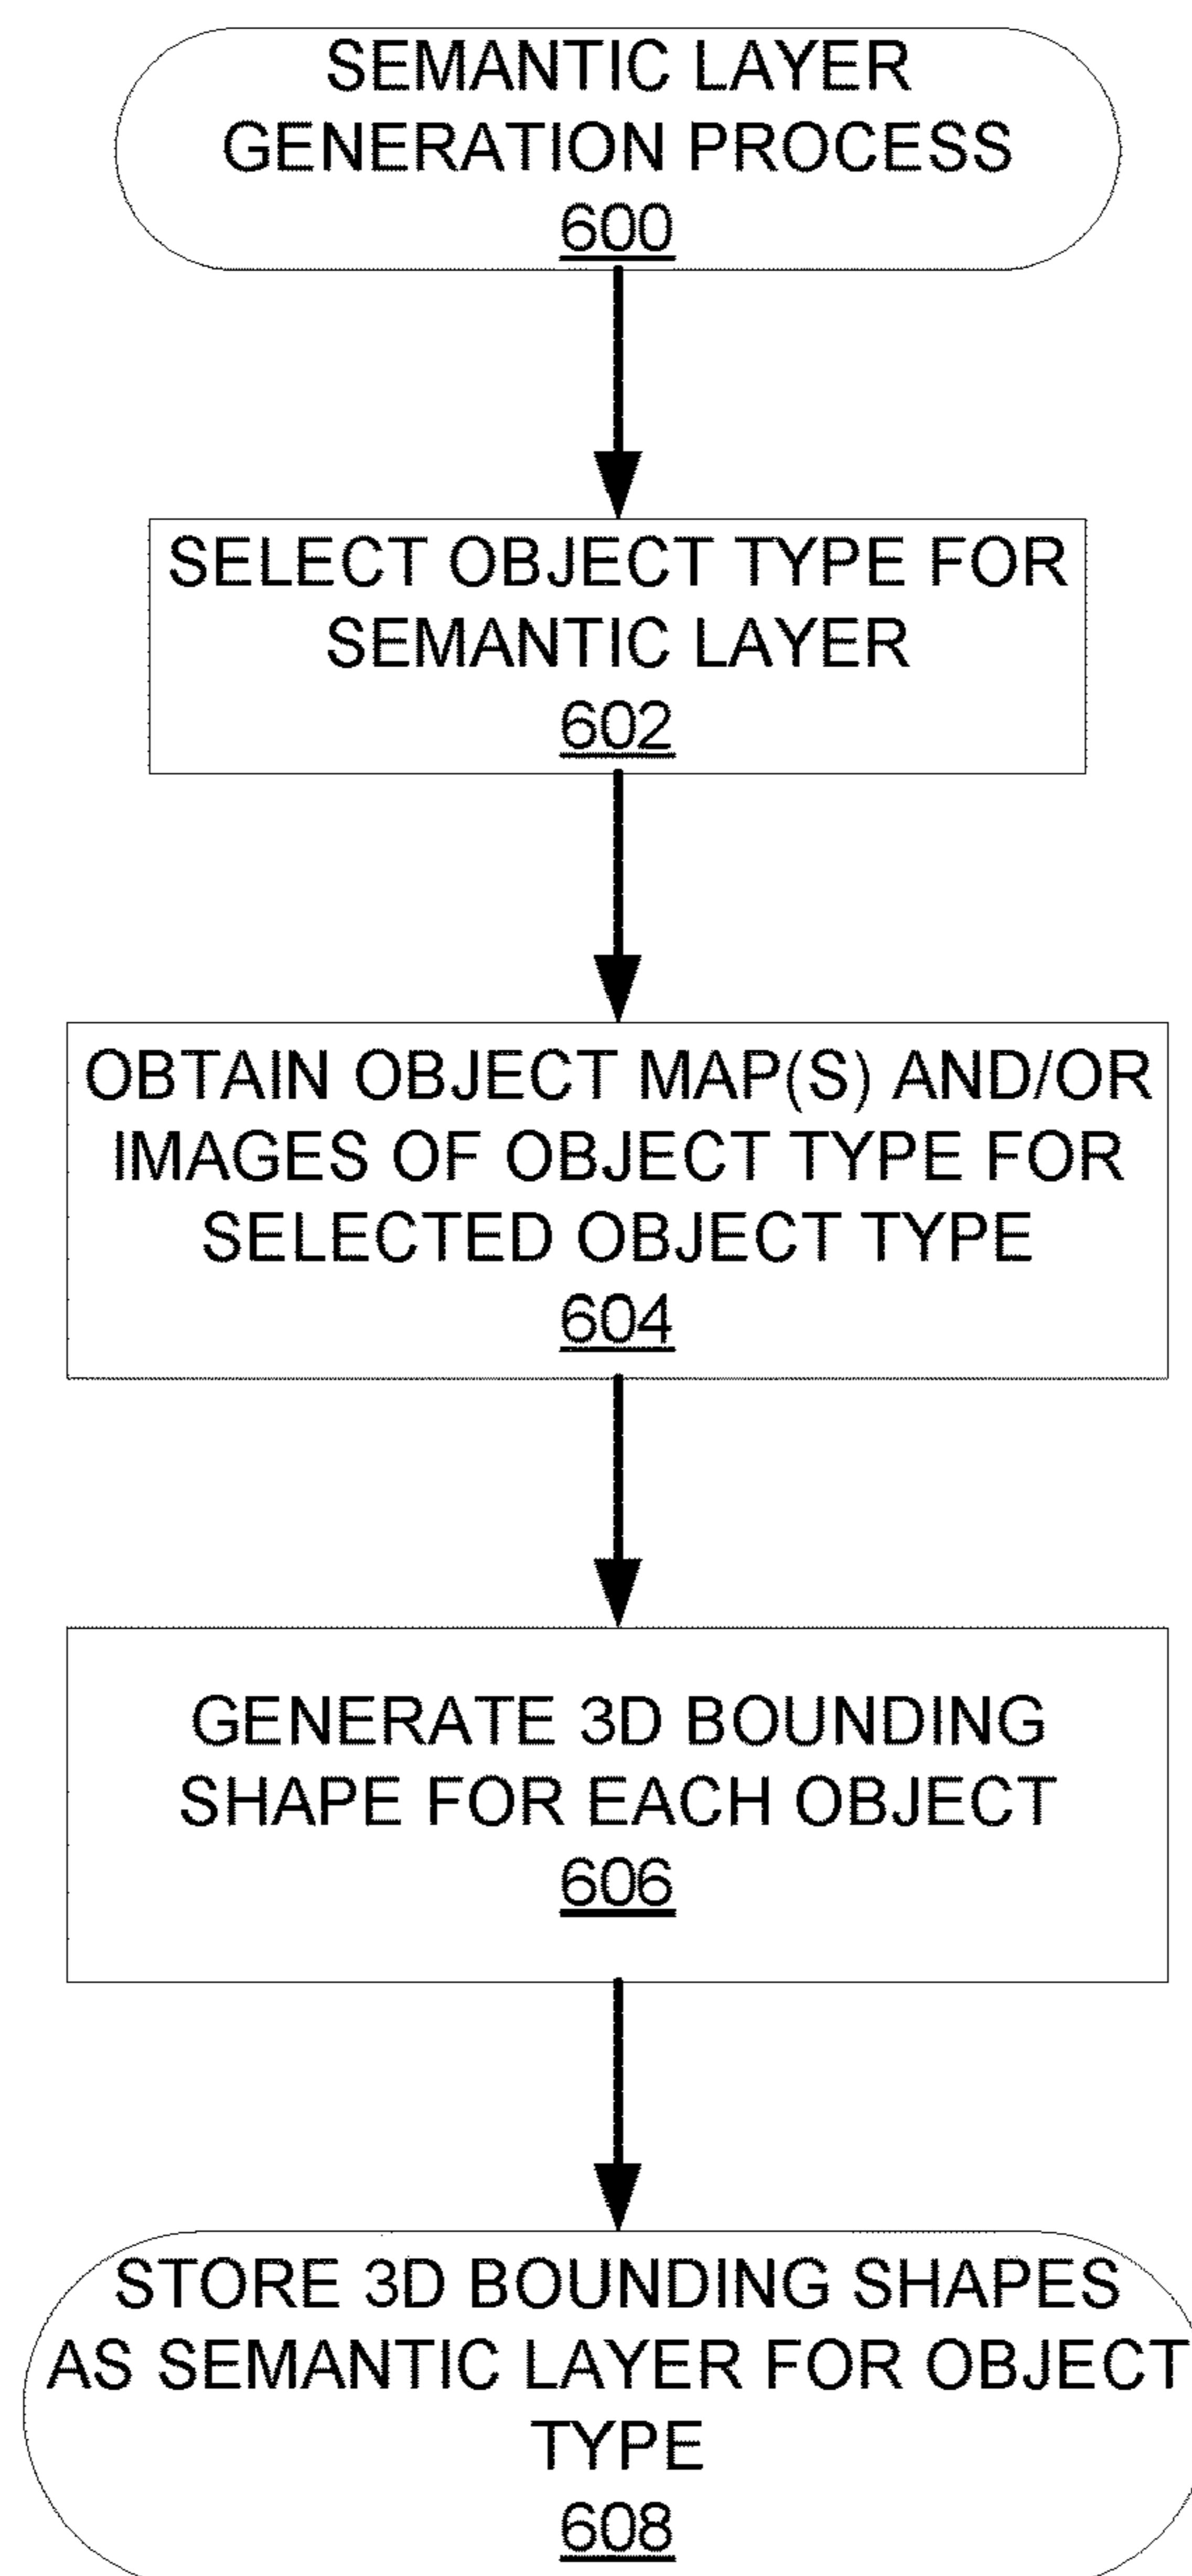 SEMANTIC LAYER
GENERATION PROCESS
600
SELECT OBJECT TYPE FOR
SEMANTIC LAYER
602
OBTAIN OBJECT MAP(S) AND/OR
IMAGES OF OBJECT TYPE FOR
SELECTED OBJECT TYPE
604
GENERATE 3D BOUNDING
SHAPE FOR EACH OBJECT
606
STORE 3D BOUNDING SHAPES
AS SEMANTIC LAYER FOR OBJECT
TYPE
608